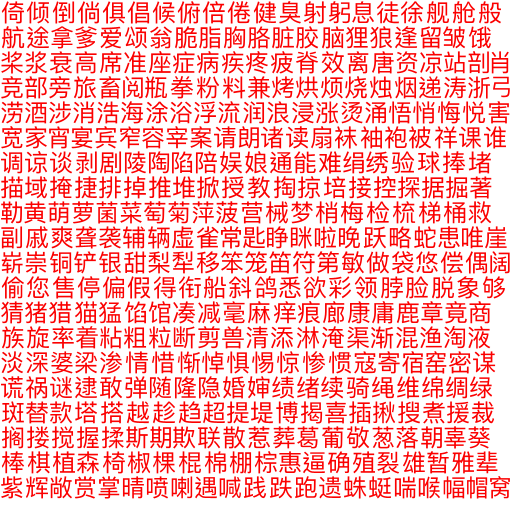 候倾倒倘俱倡候俯倍倦健臭射躬息徒徐舰舱般
航途拿爹爱颂翁脆脂胸胳脏胶脑狸狼逢留皱饿
桨浆衰高席准座症病疾疼疲脊效离唐资凉站剖肖
竞部旁旅畜阅瓶拳粉料兼烤烘烦烧烛烟递涛浙弓
涝酒涉消浩海涂浴浮流润浪浸涨烫涌悟悄悔悦害
宽家宵宴宾窄容宰案请朗诸读扇袜袖袍被祥课谁
调谅谈剥剧陵陶陷陪娱娘通能难绢绣验球捧堵
描域掩捷排掉推堆掀授教掏掠培接控探据掘著
勒黄萌萝菌菜萄菊萍菠营械梦梢梅检梳梯桶救
副戚爽聋袭辅辆虚雀常匙睁眯啦晚跃略蛇患唯崖
崭崇铜铲银甜梨犁移笨笼笛符第敏做袋悠偿偶阔
偷您售停偏假得衔船斜鸽悉欲彩领脖脸脱象够
猜猪猎猫猛馅馆凑减毫麻痒痕廊康庸鹿章竟商
族旋率着粘粗粒断剪兽清添淋淹渠渐混渔淘液
淡深婆梁渗情惜惭悼惧惕惊惨惯寇寄宿窑密谋
谎祸谜逮敢弹随隆隐婚婶绩绪续骑绳维绵绸绿
斑替款塔搭越趁趋超提堤博揭喜插揪搜煮援裁
搁搂搅握揉斯期欺联散惹葬葛葡敬葱落朝辜葵
棒棋植森椅椒棵棍棉棚棕惠逼确殖裂雄暂雅辈
紫辉敞赏掌晴喷喇遇喊践跌跑遗蛛蜓喘喉幅帽窝